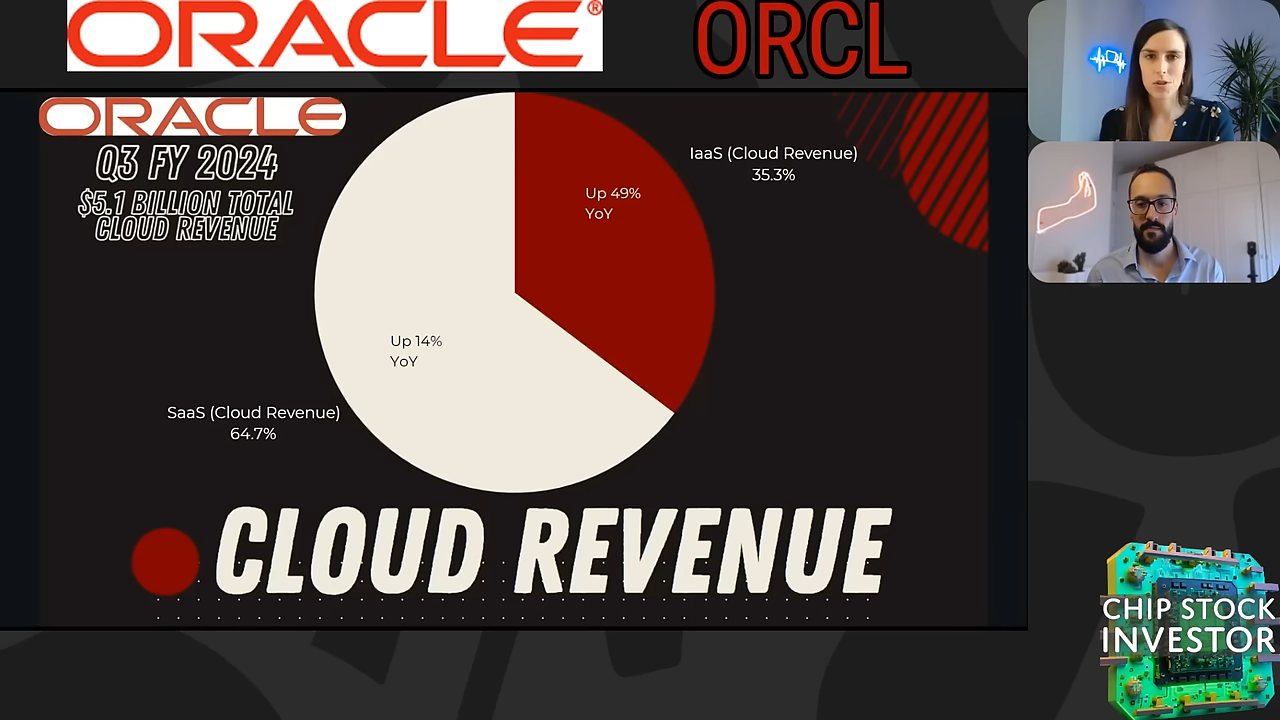 ORACLE®
ORCL
ORACLE
Q3 FY 2024
$5.1 BILLION TOTAL
CLOUD REVENUE
IaaS (Cloud Revenue)
35.3%
Up 49%
YoY
Up 14%
YoY
SaaS (Cloud Revenue)
64.7%
CLOUD REVENUE
CHIP STOCK
INVESTOR